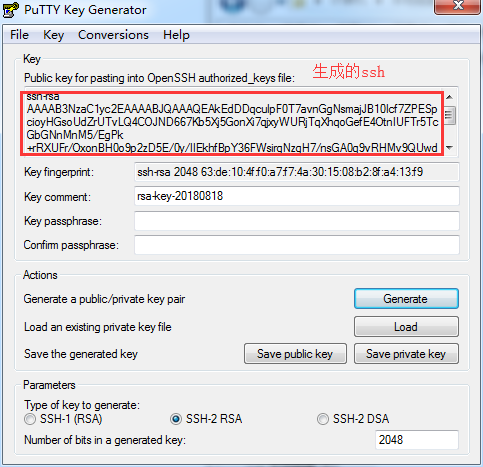 PuTTY Key Generator
File Key Conversions Help
Key
Public key for pasting into OpenSSH authorized_keys file:
生成的ssh
ssh-rsa
AAAAB3NzaC1yc2EAAAABJQAAAQEAkEdDDqculpF0T7avnGgNsmajJB10lcf7ZPESp
cioyHGsoUdZrUTvLQ4COJND667Kb5Xj5GonXi7qjxyWURjTqXhqoGefE4OtnIUFTr5Tc
GbGNnMnM5/EgPk
+rRXUFr/OxonBH0o9p2zD5E/0y/IIEkhfBpY36FWsirqNzqH7/nsGA0q9vRHMv9QUwd
Key fingerprint:
ssh-rsa 2048 63:de:10:4f:f0:a7:f7:4a:30:15:08:b2:8f:a4:13:f9
Key comment:
rsa-key-20180818
Key passphrase:
Confirm passphrase:
Actions
Generate a public/private key pair
Generate
Load an existing private key file
Load
Save the generated key
Save public key
Save private key
Parameters
Type of key to generate:
SSH-1 (RSA)
SSH-2 RSA
SSH-2 DSA
Number of bits in a generated key:
2048